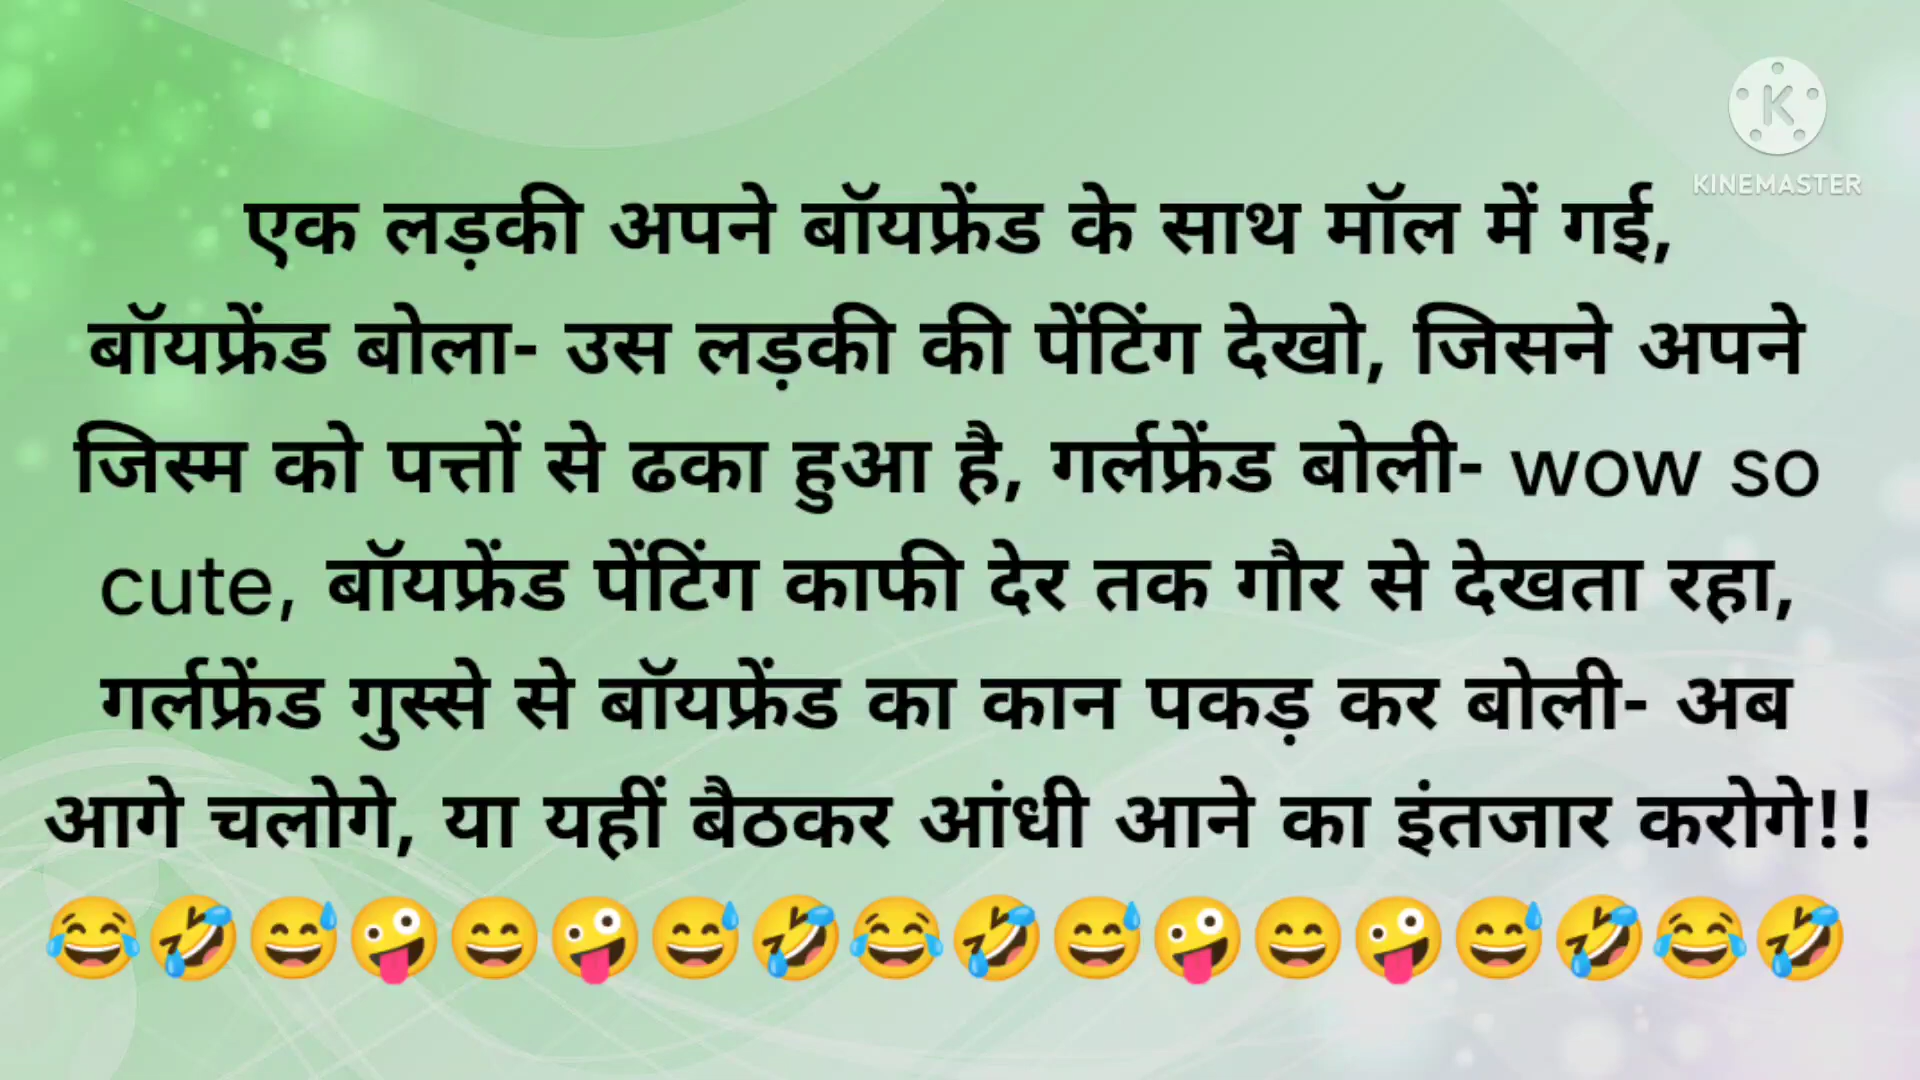 KINEMASTER
एक लड़की अपने बॉयफ्रेंड के साथ मॉल में गई,
बॉयफ्रेंड बोला- उस लड़की की पेंटिंग देखो, जिसने अपने
जिस्म को पत्तों से ढका हुआ है, गर्लफ्रेंड बोली- wow so
cute, बॉयफ्रेंड पेंटिंग काफी देर तक गौर से देखता रहा,
गर्लफ्रेंड गुस्से से बॉयफ्रेंड का कान पकड़ कर बोली- अब
आगे चलोगे, या यहीं बैठकर आंधी आने का इंतजार करोगे!!
😂🤣😅🤪😄🤪😅🤣😂🤣😅🤪😄🤪😅🤣😂🤣